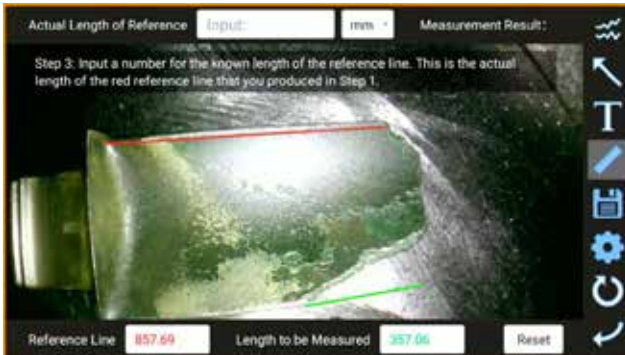 Actual Length of Reference Input: mm Measurement Result:
Step 3: Input a number for the known length of the reference line. This is the actual
length of the red reference line that you produced in Step 1.
T
Reference Line 857.69 Length to be Measured 357.06 Reset